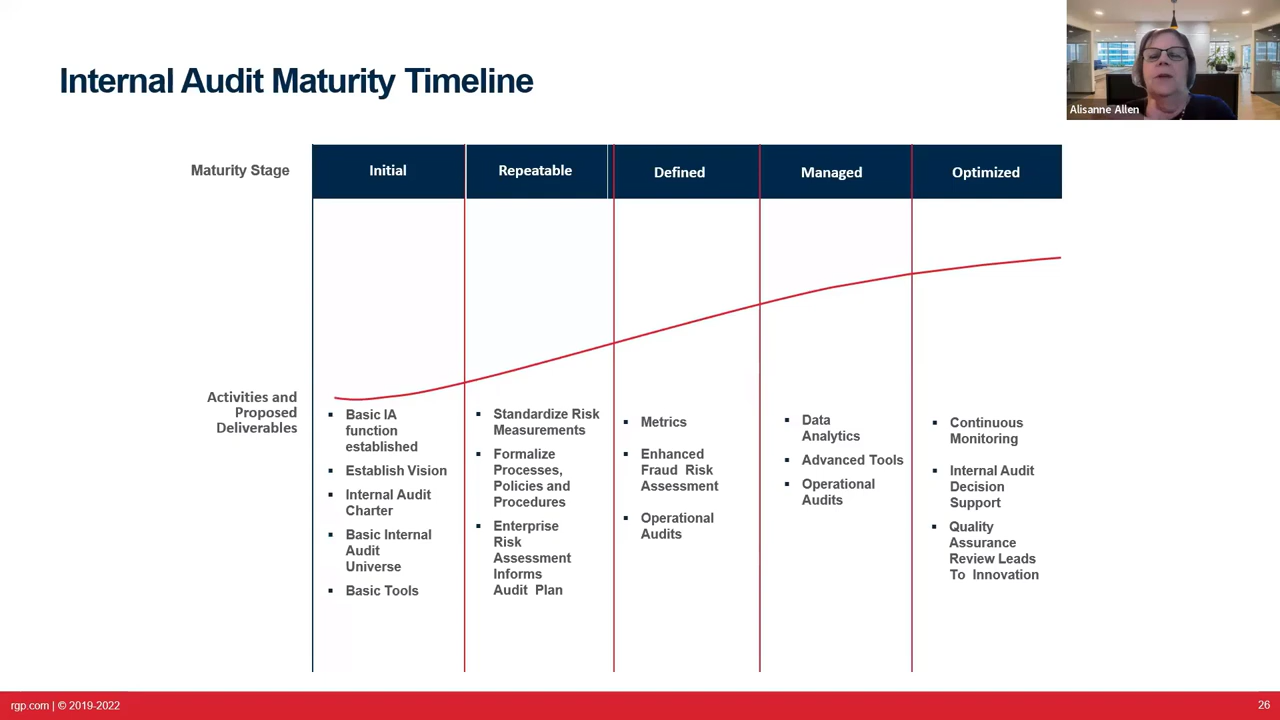 Internal Audit Maturity Timeline
Alisanne Allen
Maturity Stage
Initial
Repeatable
Defined
Managed
Optimized
Activities and
Proposed
Deliverables
▪ Basic IA
function
established
▪ Establish Vision
▪ Internal Audit
Charter
▪ Basic Internal
Audit
Universe
▪ Basic Tools
▪ Standardize Risk
Measurements
▪ Formalize
Processes,
Policies and
Procedures
▪ Enterprise
Risk
Assessment
Informs
Audit Plan
▪ Metrics
▪ Enhanced
Fraud Risk
Assessment
▪ Operational
Audits
▪ Data
Analytics
▪ Advanced Tools
▪ Operational
Audits
▪ Continuous
Monitoring
▪ Internal Audit
Decision
Support
▪ Quality
Assurance
Review Leads
To Innovation
rgp.com | © 2019-2022
26